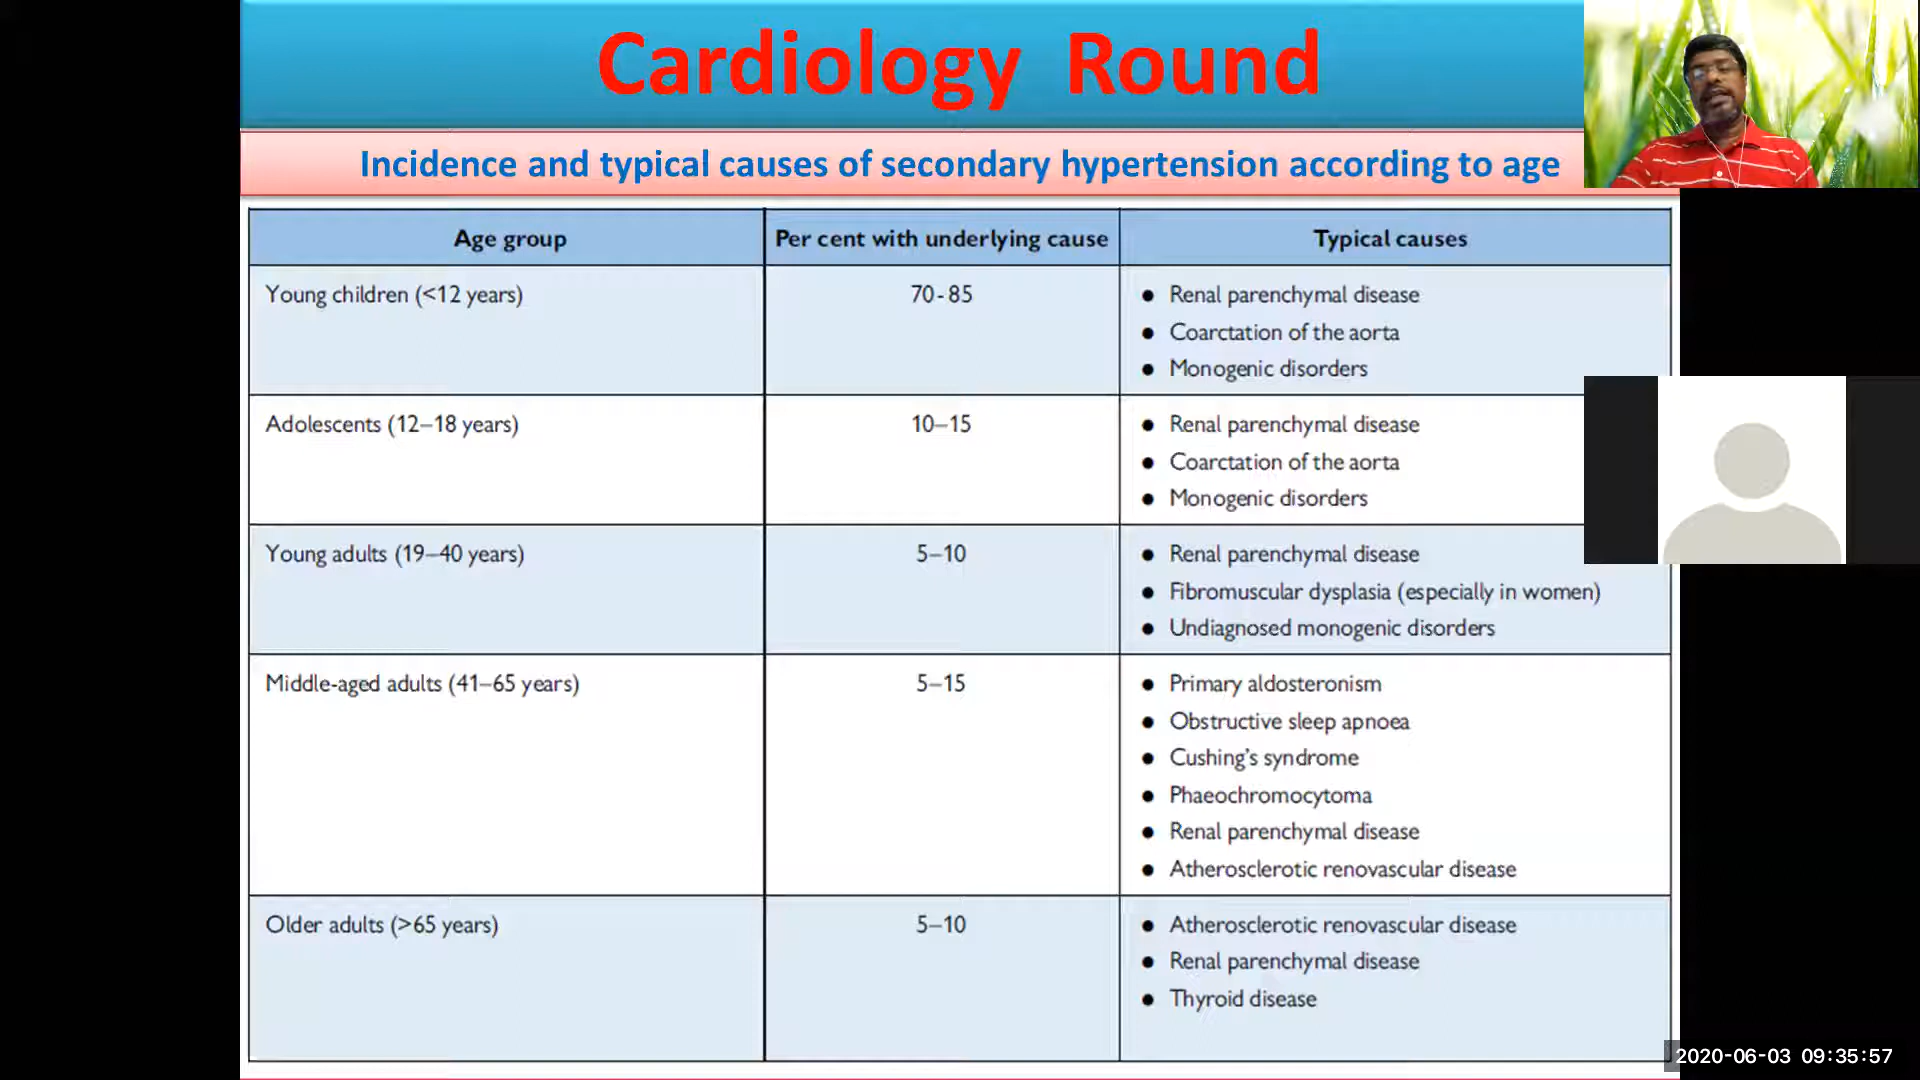 Cardiology Round
Incidence and typical causes of secondary hypertension according to age
Age group Per cent with underlying cause Typical causes
Young children (<12 years) 70-85 ● Renal parenchymal disease
● Coarctation of the aorta
● Monogenic disorders
Adolescents (12–18 years) 10–15 ● Renal parenchymal disease
● Coarctation of the aorta
● Monogenic disorders
Young adults (19–40 years) 5–10 ● Renal parenchymal disease
● Fibromuscular dysplasia (especially in women)
● Undiagnosed monogenic disorders
Middle-aged adults (41–65 years) 5–15 ● Primary aldosteronism
● Obstructive sleep apnoea
● Cushing’s syndrome
● Phaeochromocytoma
● Renal parenchymal disease
● Atherosclerotic renovascular disease
Older adults (>65 years) 5–10 ● Atherosclerotic renovascular disease
● Renal parenchymal disease
● Thyroid disease
2020-06-03 09:35:57